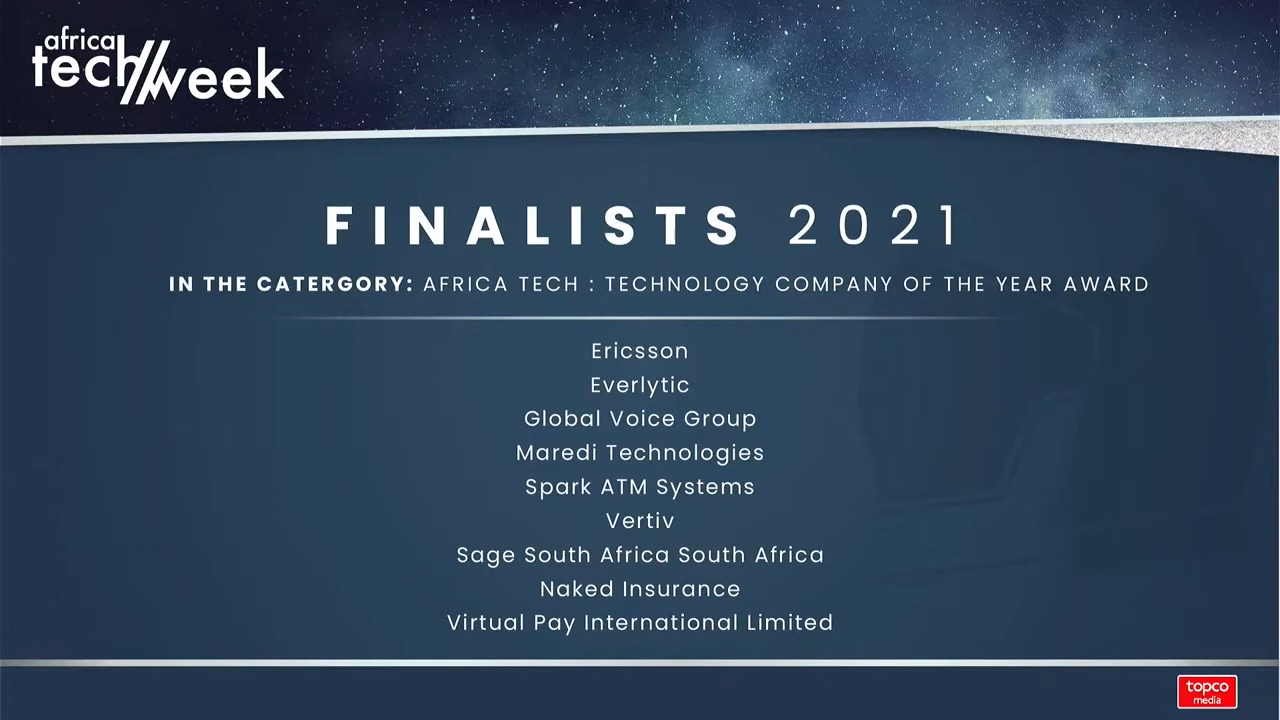 africa
tech//week
FINALISTS 2021
IN THE CATERGORY: AFRICA TECH : TECHNOLOGY COMPANY OF THE YEAR AWARD
Ericsson
Everlytic
Global Voice Group
Maredi Technologies
Spark ATM Systems
Vertiv
Sage South Africa South Africa
Naked Insurance
Virtual Pay International Limited
topco
media